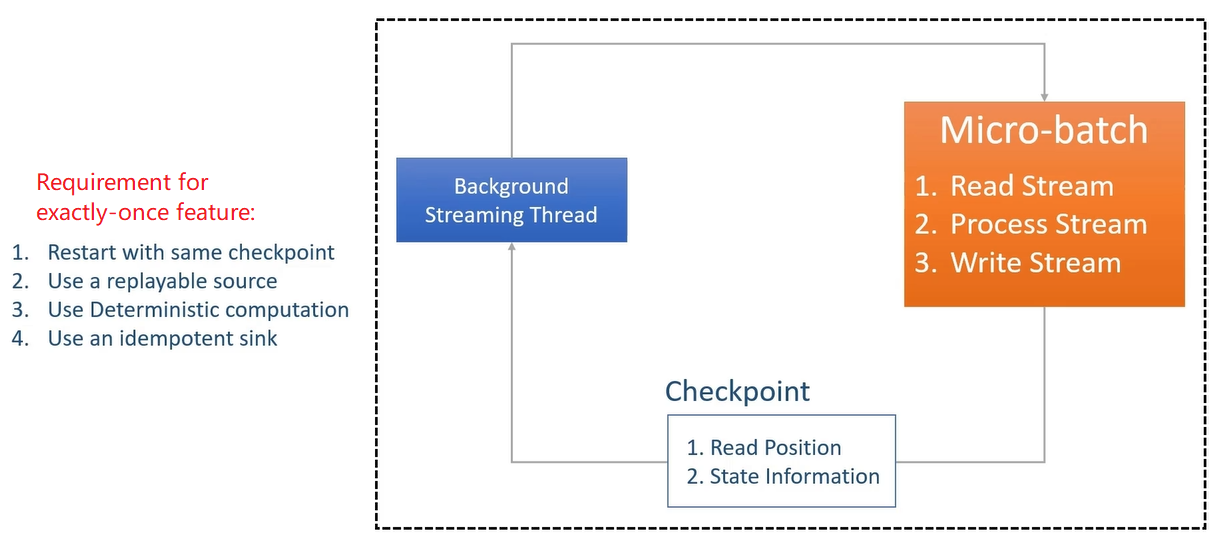 Requirement for
exactly-once feature:
1. Restart with same checkpoint
2. Use a replayable source
3. Use Deterministic computation
4. Use an idempotent sink
Background
Streaming Thread
Micro-batch
1. Read Stream
2. Process Stream
3. Write Stream
Checkpoint
1. Read Position
2. State Information